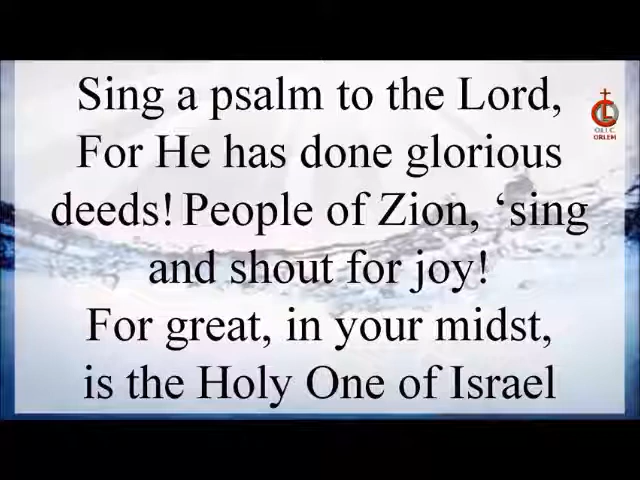 Sing a psalm to the Lord,
For He has done glorious
deeds! People of Zion, ‘sing
and shout for joy!
For great, in your midst,
is the Holy One of Israel
O.L.L.C.
ORLEM